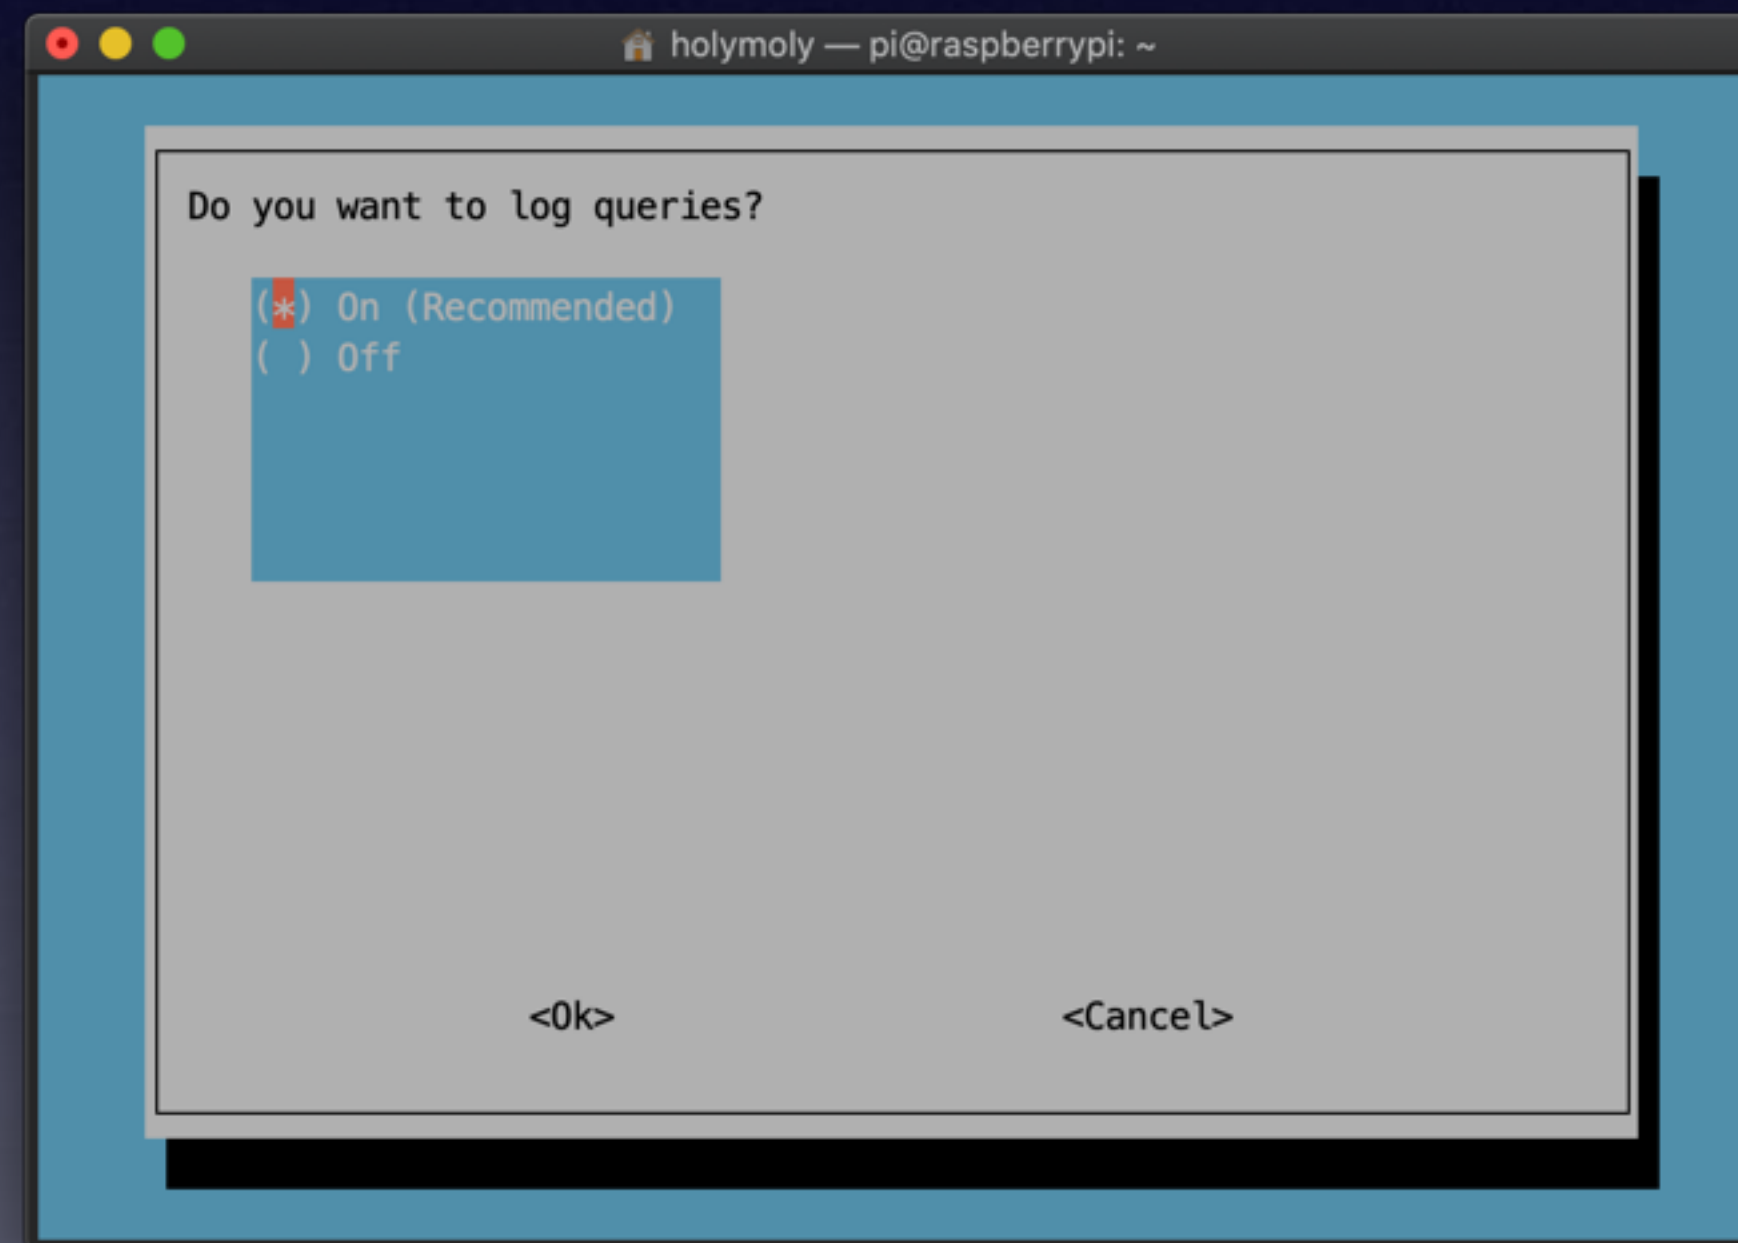 holymoly — pi@raspberrypi: ~
Do you want to log queries?
(*) On (Recommended)
( ) Off
<Ok> <Cancel>